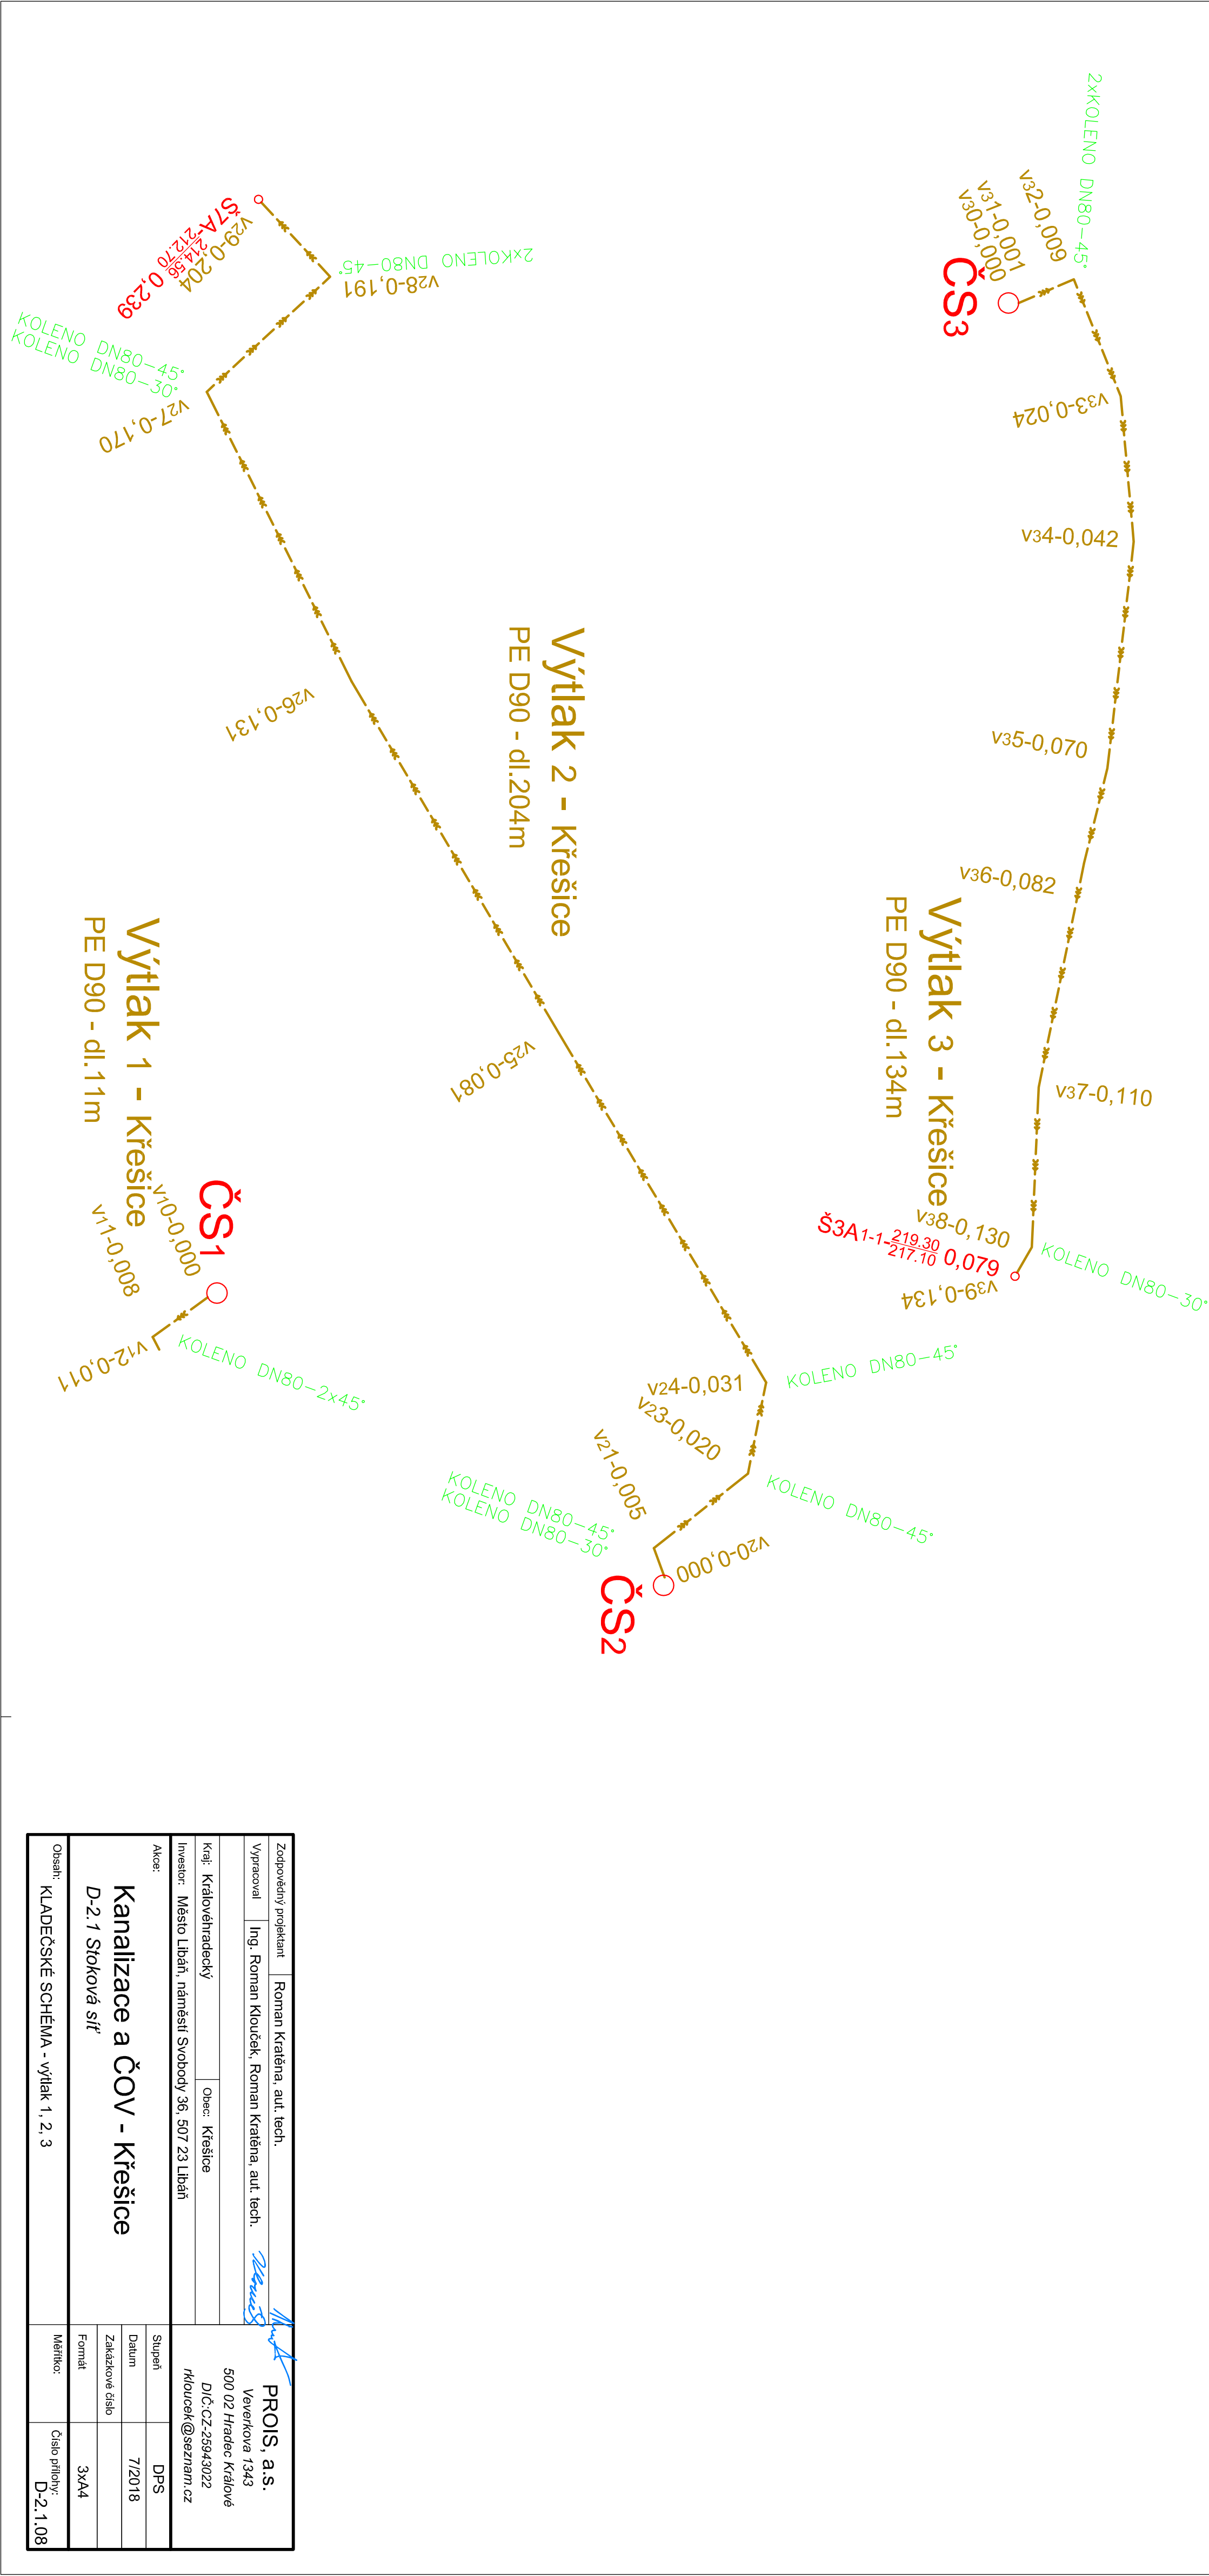 2xKOLENO DN80-45°
v32-0,009
v31-0,001
v30-0,000
ČS3
v33-0,024
v34-0,042
v35-0,070
v36-0,082
v37-0,110
Výtlak 3 - Křešice
PE D90 - dl.134m
v38-0,130
Š3A1-1-219.30/217.10 0,079
v39-0,134
KOLENO DN80-30°
Š7A-214.56/212.70 0,239
v29-0,204
2xKOLENO DN80-45°
v28-0,191
KOLENO DN80-45°
KOLENO DN80-30°
v27-0,170
v26-0,131
Výtlak 2 - Křešice
PE D90 - dl.204m
v25-0,081
KOLENO DN80-45°
v24-0,031
v23-0,020
KOLENO DN80-45°
v21-0,005
KOLENO DN80-45°
KOLENO DN80-30°
v20-0,000
ČS2
Výtlak 1 - Křešice
PE D90 - dl.11m
ČS1
v10-0,000
v11-0,008
v12-0,011
KOLENO DN80-2x45°
Zodpovědný projektant Roman Kratěna, aut. tech.
Vypracoval Ing. Roman Klouček, Roman Kratěna, aut. tech.
Kraj: Královéhradecký Obec: Křešice
Investor: Město Libáň, náměstí Svobody 36, 507 23 Libáň
PROIS, a.s.
Veverkova 1343
500 02 Hradec Králové
DIČ:CZ-25943022
rkloucek@seznam.cz
Akce:
Kanalizace a ČOV - Křešice
D-2.1 Stoková síť
Stupeň DPS
Datum 7/2018
Zakázkové číslo
Formát 3xA4
Obsah: KLADEČSKÉ SCHÉMA - výtlak 1, 2, 3
Měřítko:
Číslo přílohy:
D-2.1.08